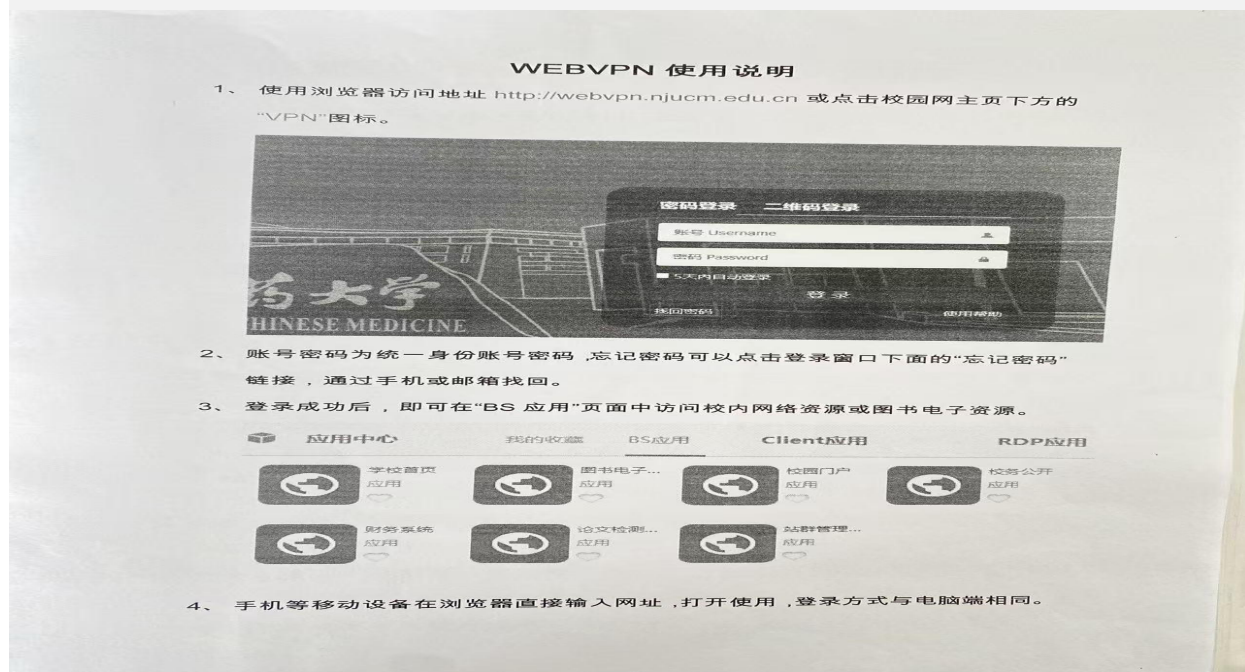 WEBVPN 使用说明
1、 使用浏览器访问地址 http://webvpn.njucm.edu.cn 或点击校园网主页下方的
“VPN”图标。
密码登录 二维码登录
账号 Username
密码 Password
5天内自动登录
登录
找回密码 使用帮助
药大学
HINESE MEDICINE
2、 账号密码为统一身份账号密码 ,忘记密码可以点击登录窗口下面的“忘记密码”
链接 , 通过手机或邮箱找回。
3、 登录成功后 , 即可在“BS 应用”页面中访问校内网络资源或图书电子资源。
应用中心 我的收藏 BS应用 Client应用 RDP应用
学校首页 图书电子... 校园门户 校务公开
应用 应用 应用 应用
财务系统 论文检测... 站群管理...
应用 应用 应用
4、 手机等移动设备在浏览器直接输入网址 ,打开使用 ,登录方式与电脑端相同。